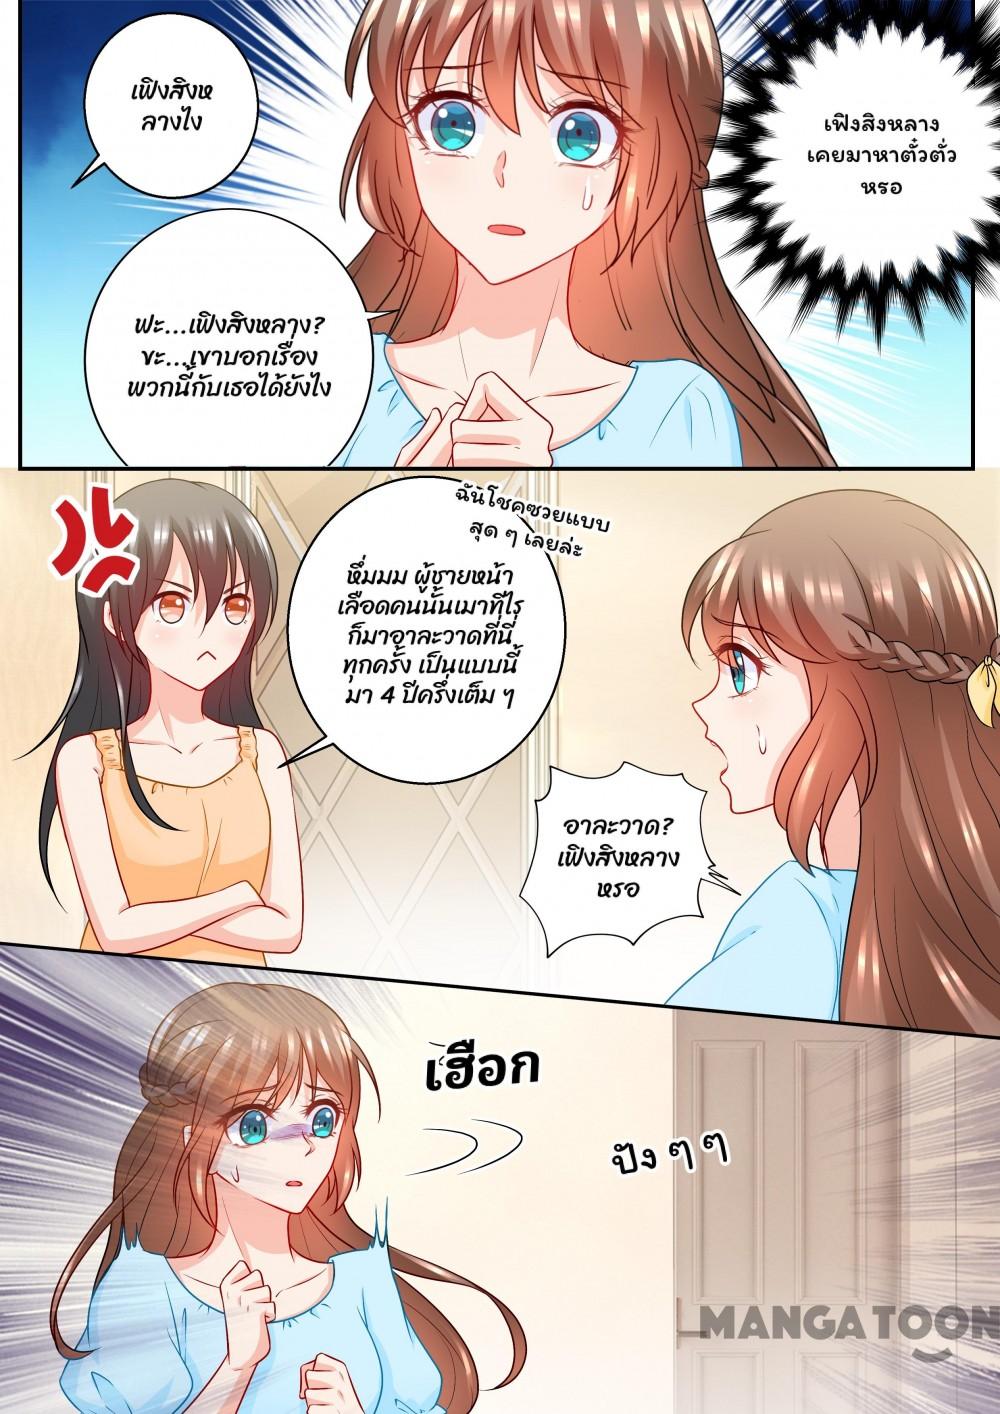 เฟิงสิงห
ลางไง
เฟิงสิงหลาง
เคยมาหาตั๋วตั่ว
หรอ
ฟะ...เฟิงสิงหลาง?
ขะ...เขาบอกเรื่อง
พวกนี้กับเธอได้ยังไง
ฉันโชคซวยแบบ
สุด ๆ เลยล่ะ
หึ่มมม ผู้ชายหน้า
เลือดคนนั้นเมาทีไร
ก็มาอาละวาดที่นี่
ทุกครั้ง เป็นแบบนี้
มา 4 ปีครึ่งเต็ม ๆ
อาละวาด?
เฟิงสิงหลาง
หรอ
เฮือก
ปัง ๆ ๆ
MANGATOON